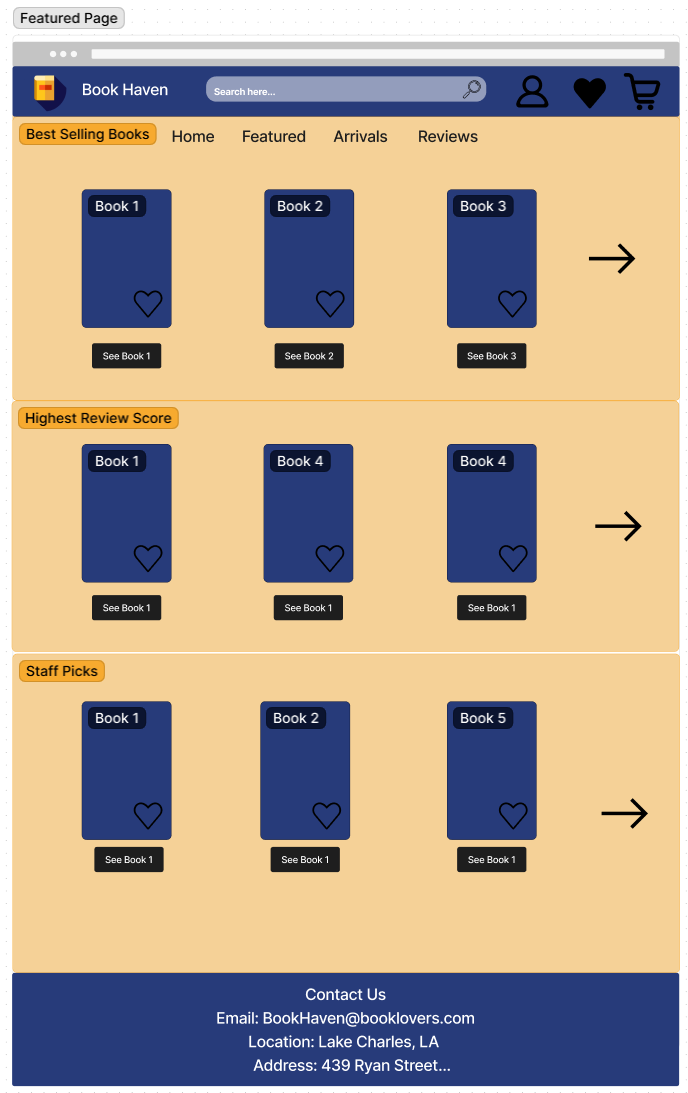 Featured Page
Book Haven
Search here...
Best Selling Books
Home Featured Arrivals Reviews
Book 1 Book 2 Book 3
See Book 1 See Book 2 See Book 3
Highest Review Score
Book 1 Book 4 Book 4
See Book 1 See Book 1 See Book 1
Staff Picks
Book 1 Book 2 Book 5
See Book 1 See Book 1 See Book 1
Contact Us
Email: BookHaven@booklovers.com
Location: Lake Charles, LA
Address: 439 Ryan Street...